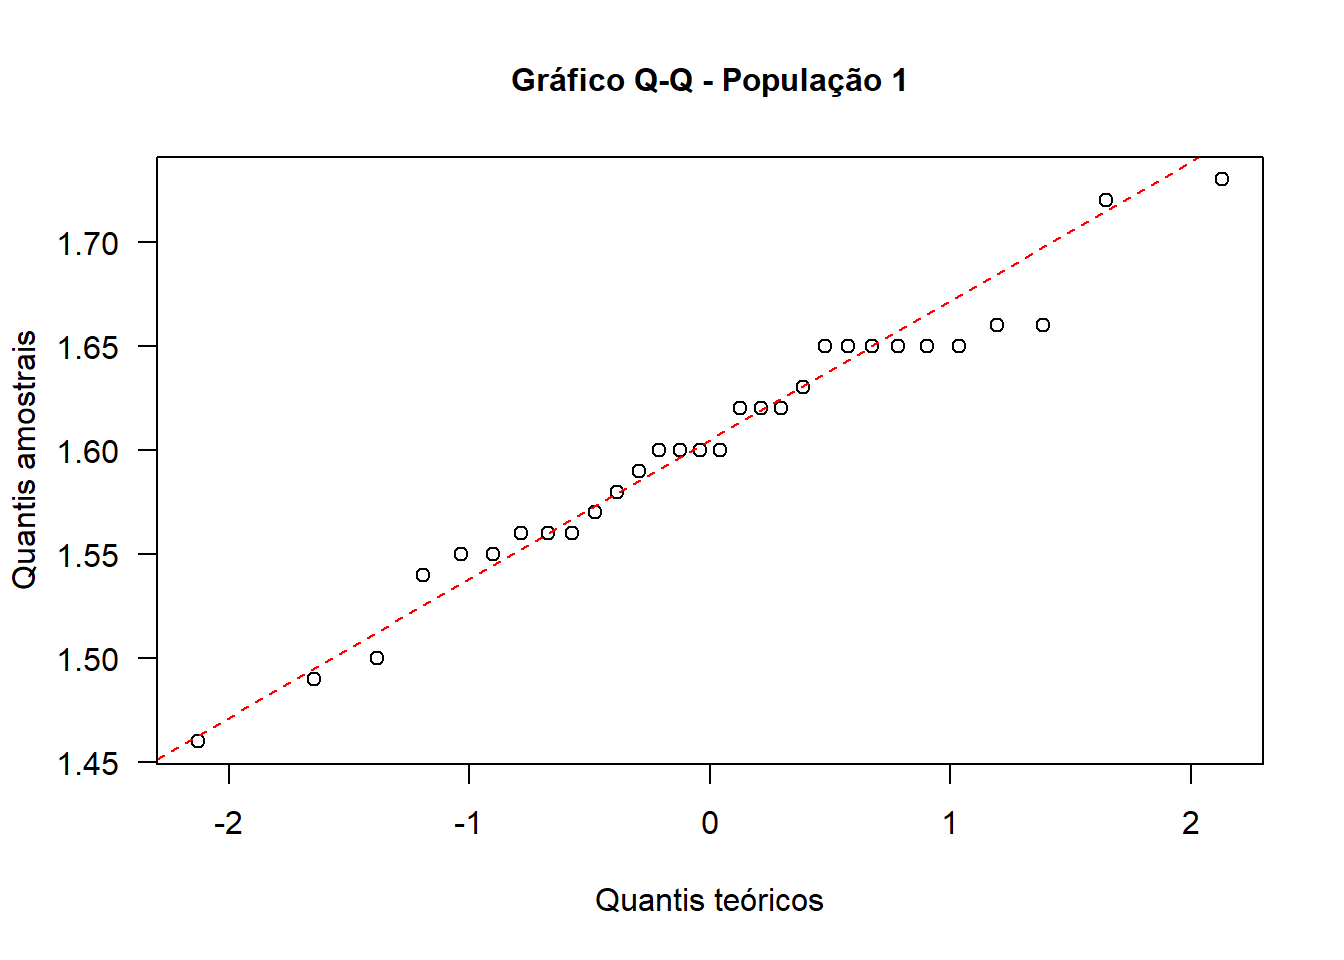 Gráfico Q-Q - População 1
Quantis amostrais
1.70
1.65
1.60
1.55
1.50
1.45
-2 -1 0 1 2
Quantis teóricos